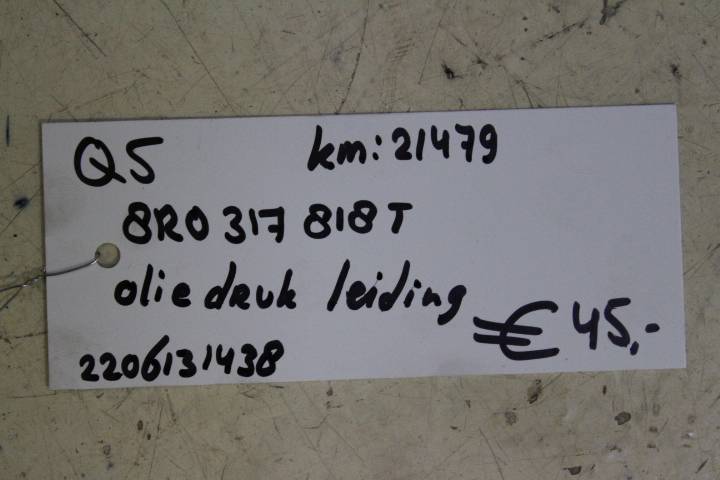 Q5 km: 21479
8R0 317 818 T
olie druk leiding
€ 45,-
2206131438